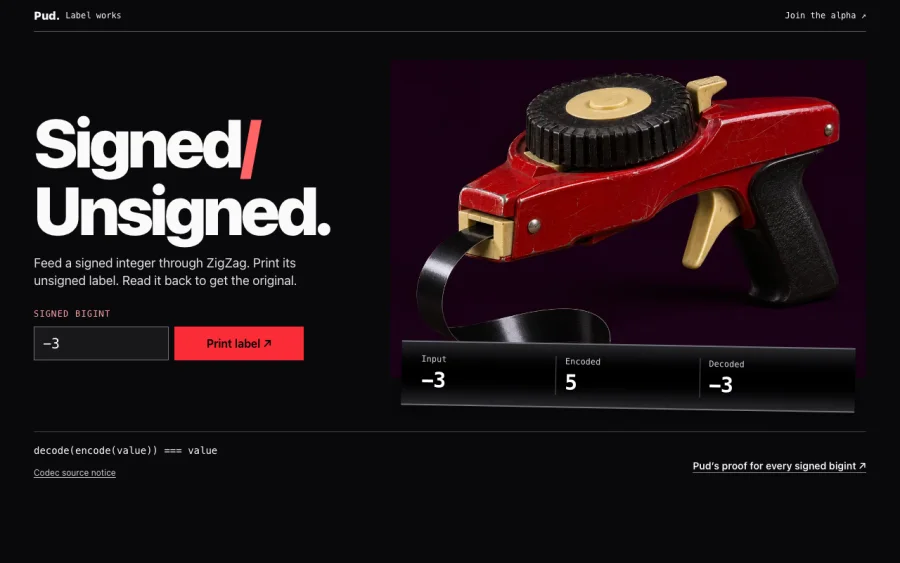 Pud. Label works
Join the alpha ↗
Signed/
Unsigned.
Feed a signed integer through ZigZag. Print its
unsigned label. Read it back to get the original.
SIGNED BIGINT
−3
Print label ↗
Input
−3
Encoded
5
Decoded
−3
decode(encode(value)) === value
Codec source notice
Pud's proof for every signed bigint ↗